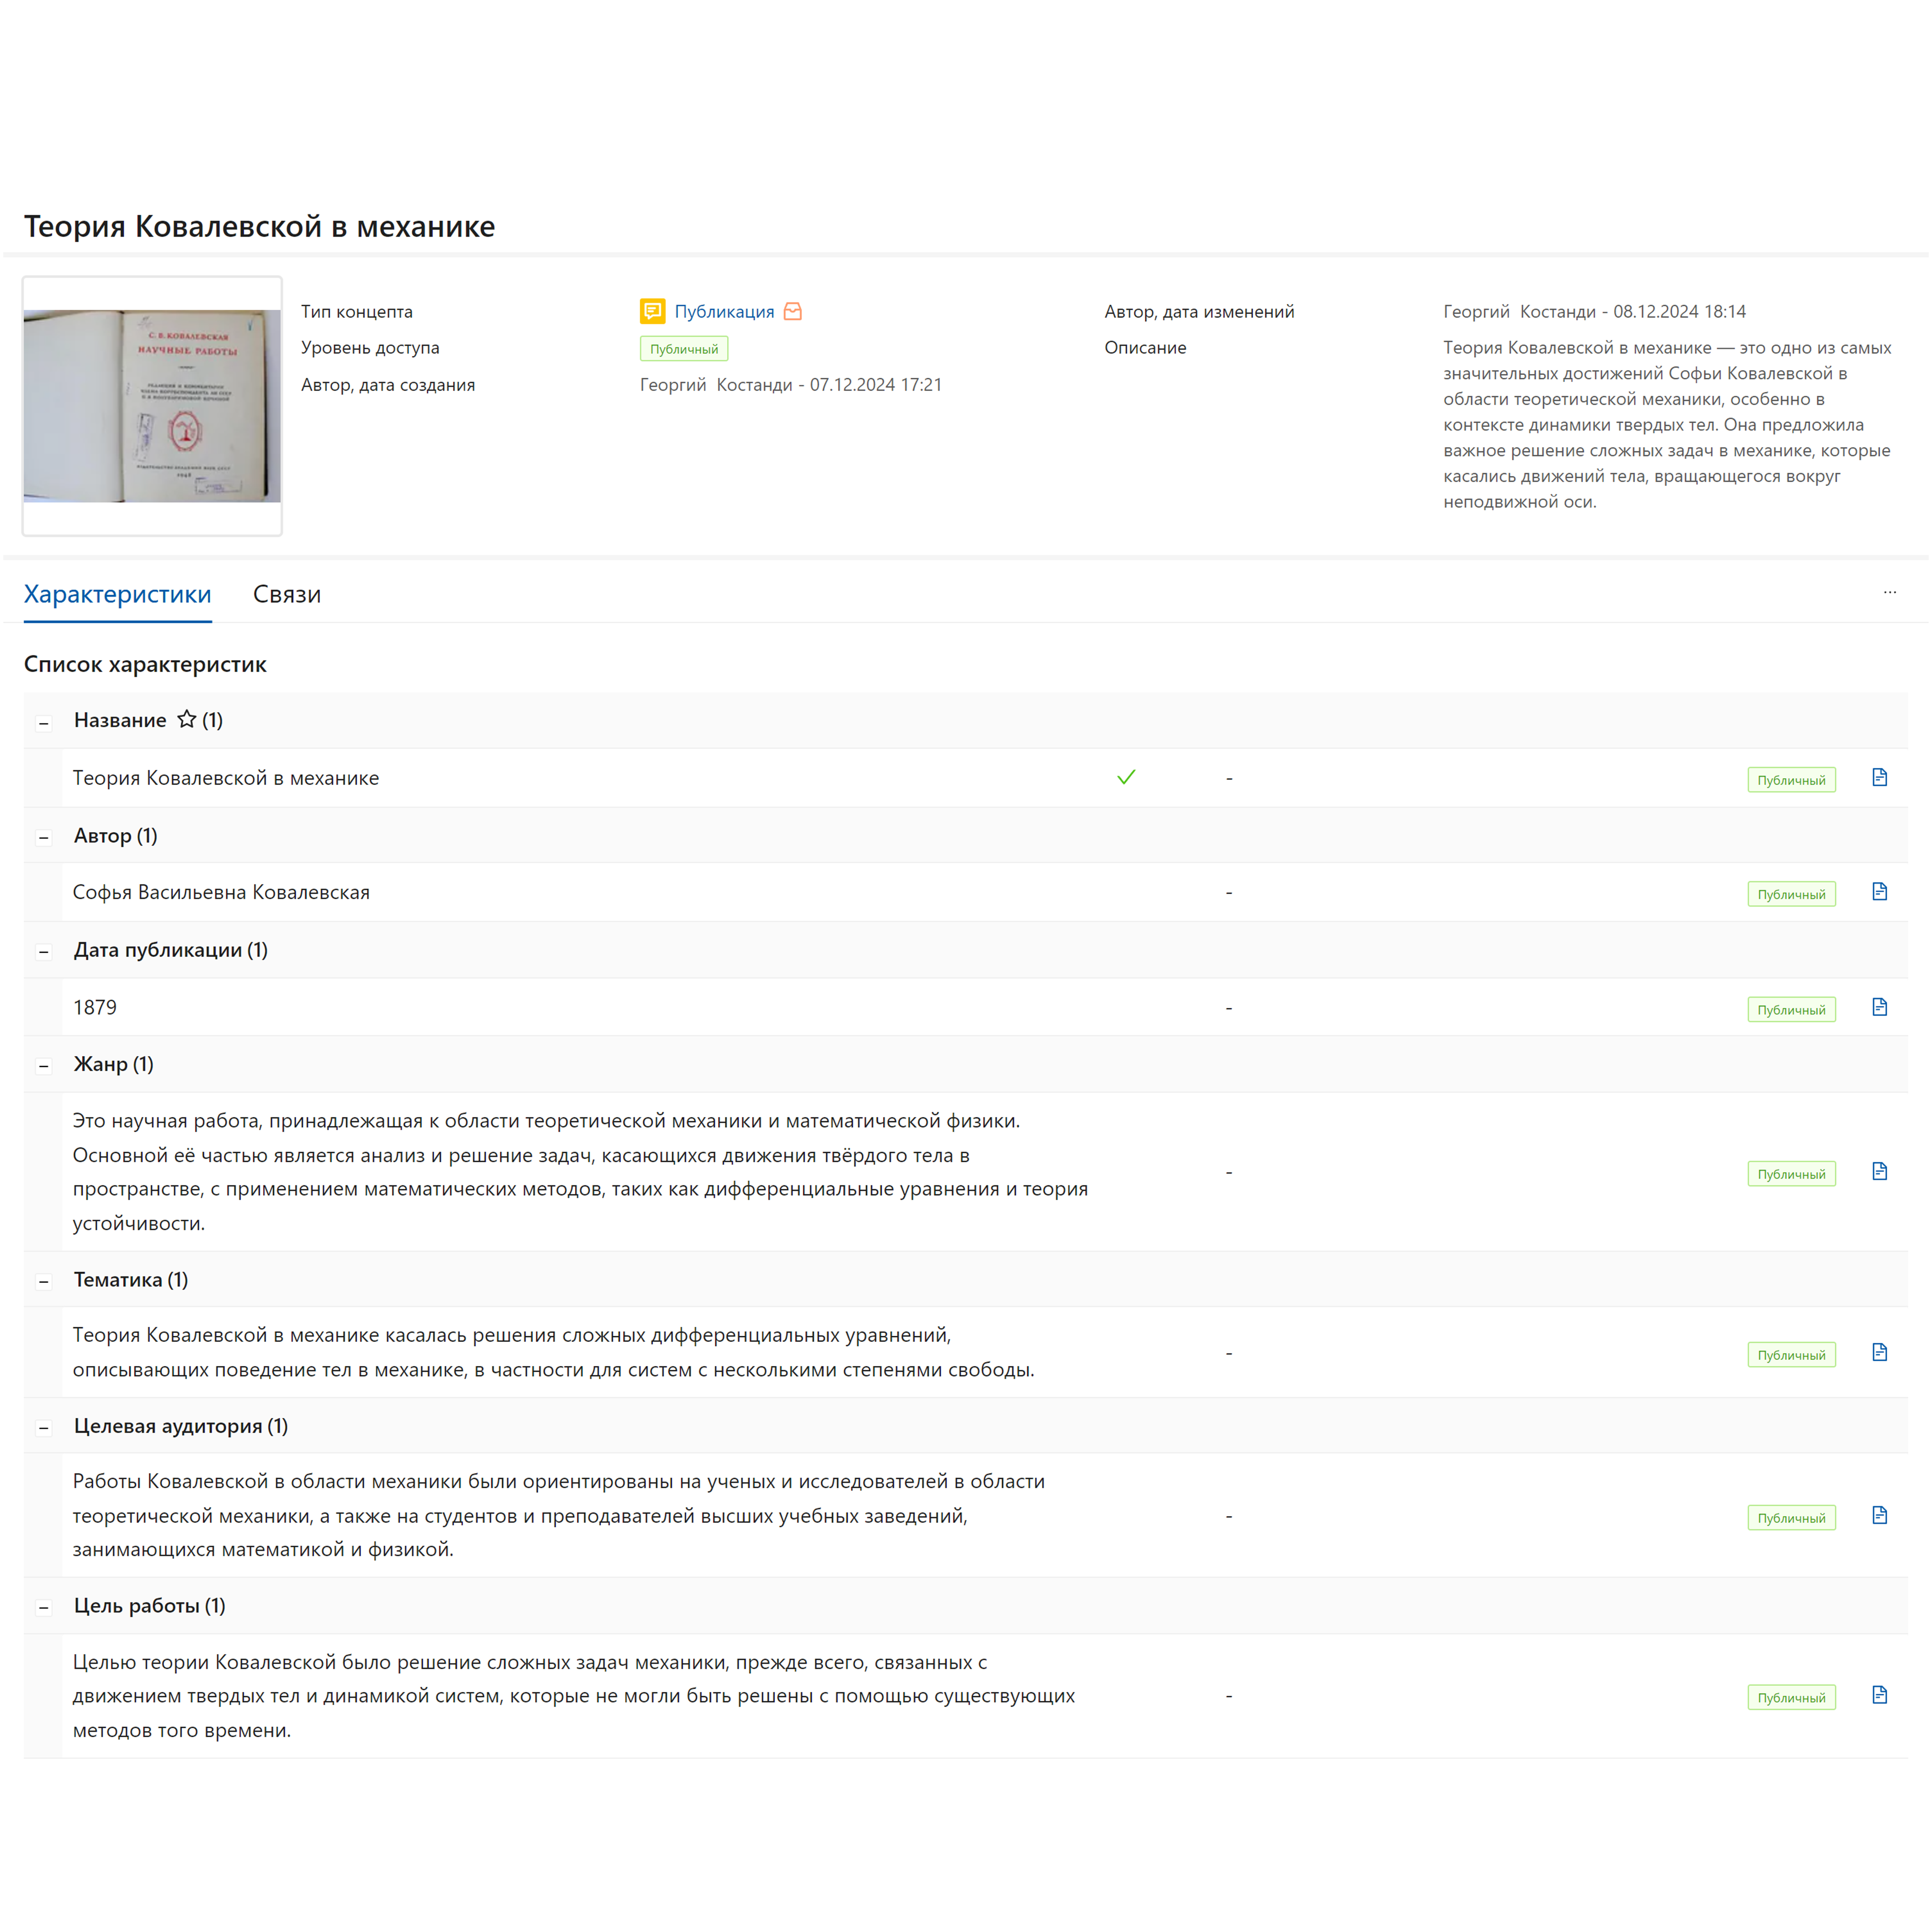 Теория Ковалевской в механике
С. В. КОВАЛЕВСКАЯ
НАУЧНЫЕ РАБОТЫ
1948
Тип концепта
Публикация
Уровень доступа
Публичный
Автор, дата создания
Георгий Костанди - 07.12.2024 17:21
Автор, дата изменений
Георгий Костанди - 08.12.2024 18:14
Описание
Теория Ковалевской в механике — это одно из самых
значительных достижений Софьи Ковалевской в
области теоретической механики, особенно в
контексте динамики твердых тел. Она предложила
важное решение сложных задач в механике, которые
касались движений тела, вращающегося вокруг
неподвижной оси.
Характеристики Связи ...
Список характеристик
Название (1)
Теория Ковалевской в механике - Публичный
Автор (1)
Софья Васильевна Ковалевская - Публичный
Дата публикации (1)
1879 - Публичный
Жанр (1)
Это научная работа, принадлежащая к области теоретической механики и математической физики.
Основной её частью является анализ и решение задач, касающихся движения твёрдого тела в
пространстве, с применением математических методов, таких как дифференциальные уравнения и теория
устойчивости.
- Публичный
Тематика (1)
Теория Ковалевской в механике касалась решения сложных дифференциальных уравнений,
описывающих поведение тел в механике, в частности для систем с несколькими степенями свободы.
- Публичный
Целевая аудитория (1)
Работы Ковалевской в области механики были ориентированы на ученых и исследователей в области
теоретической механики, а также на студентов и преподавателей высших учебных заведений,
занимающихся математикой и физикой.
- Публичный
Цель работы (1)
Целью теории Ковалевской было решение сложных задач механики, прежде всего, связанных с
движением твердых тел и динамикой систем, которые не могли быть решены с помощью существующих
методов того времени.
- Публичный